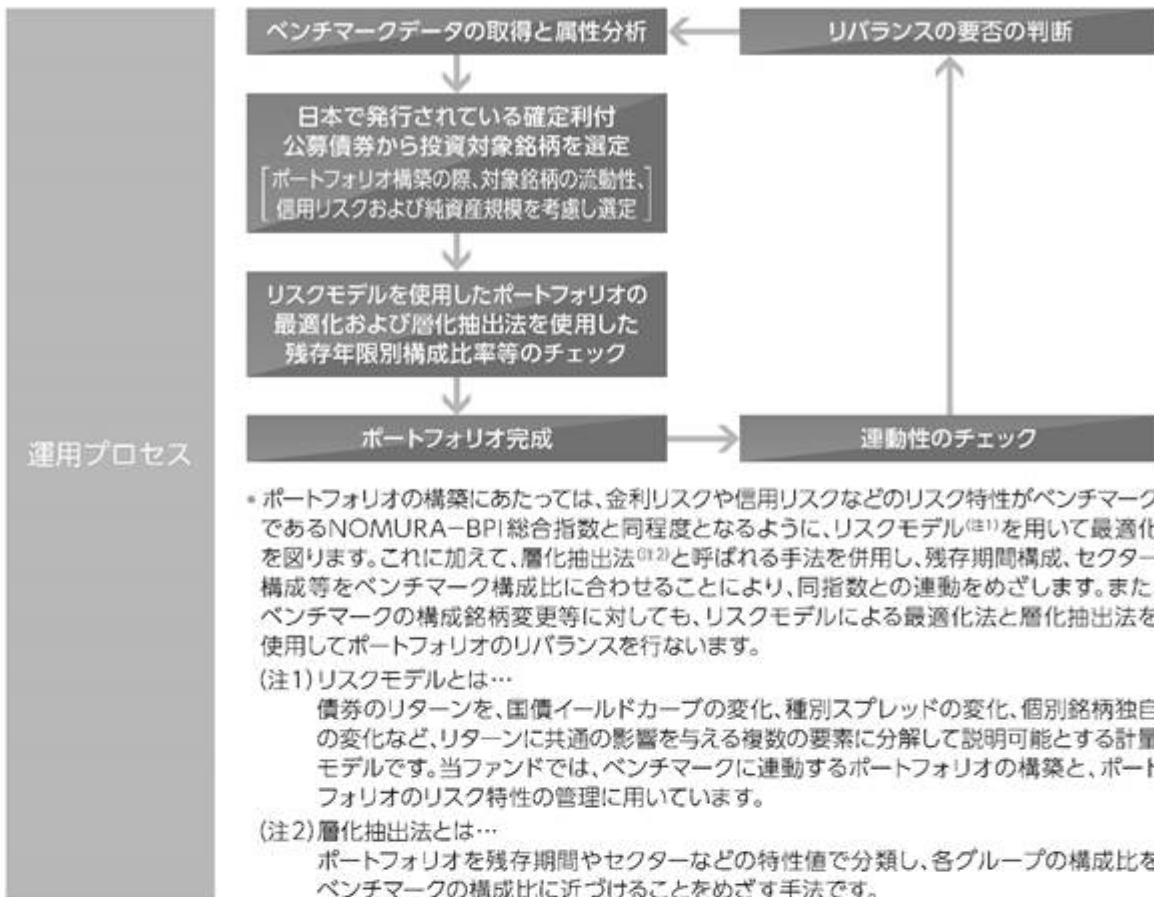 運用プロセス
ベンチマークデータの取得と属性分析
リバランスの要否の判断
日本で発行されている確定利付
公募債券から投資対象銘柄を選定
[ポートフォリオ構築の際、対象銘柄の流動性、
信用リスクおよび純資産規模を考慮し選定]
リスクモデルを使用したポートフォリオの
最適化および層化抽出法を使用した
残存年限別構成比率等のチェック
ポートフォリオ完成
連動性のチェック
* ポートフォリオの構築にあたっては、金利リスクや信用リスクなどのリスク特性がベンチマーク
であるNOMURA-BPI総合指数と同程度となるように、リスクモデル(注1)を用いて最適化
を図ります。これに加えて、層化抽出法(注2)と呼ばれる手法を併用し、残存期間構成、セクター
構成等をベンチマーク構成比に合わせることにより、同指数との連動をめざします。また
ベンチマークの構成銘柄変更等に対しても、リスクモデルによる最適化法と層化抽出法を
使用してポートフォリオのリバランスを行ないます。
(注1)リスクモデルとは…
債券のリターンを、国債イールドカーブの変化、種別スプレッドの変化、個別銘柄独自
の変化など、リターンに共通の影響を与える複数の要素に分解して説明可能とする計量
モデルです。当ファンドでは、ベンチマークに連動するポートフォリオの構築と、ポート
フォリオのリスク特性の管理に用いています。
(注2)層化抽出法とは…
ポートフォリオを残存期間やセクターなどの特性値で分類し、各グループの構成比を
ベンチマークの構成比に近づけることをめざす手法です。